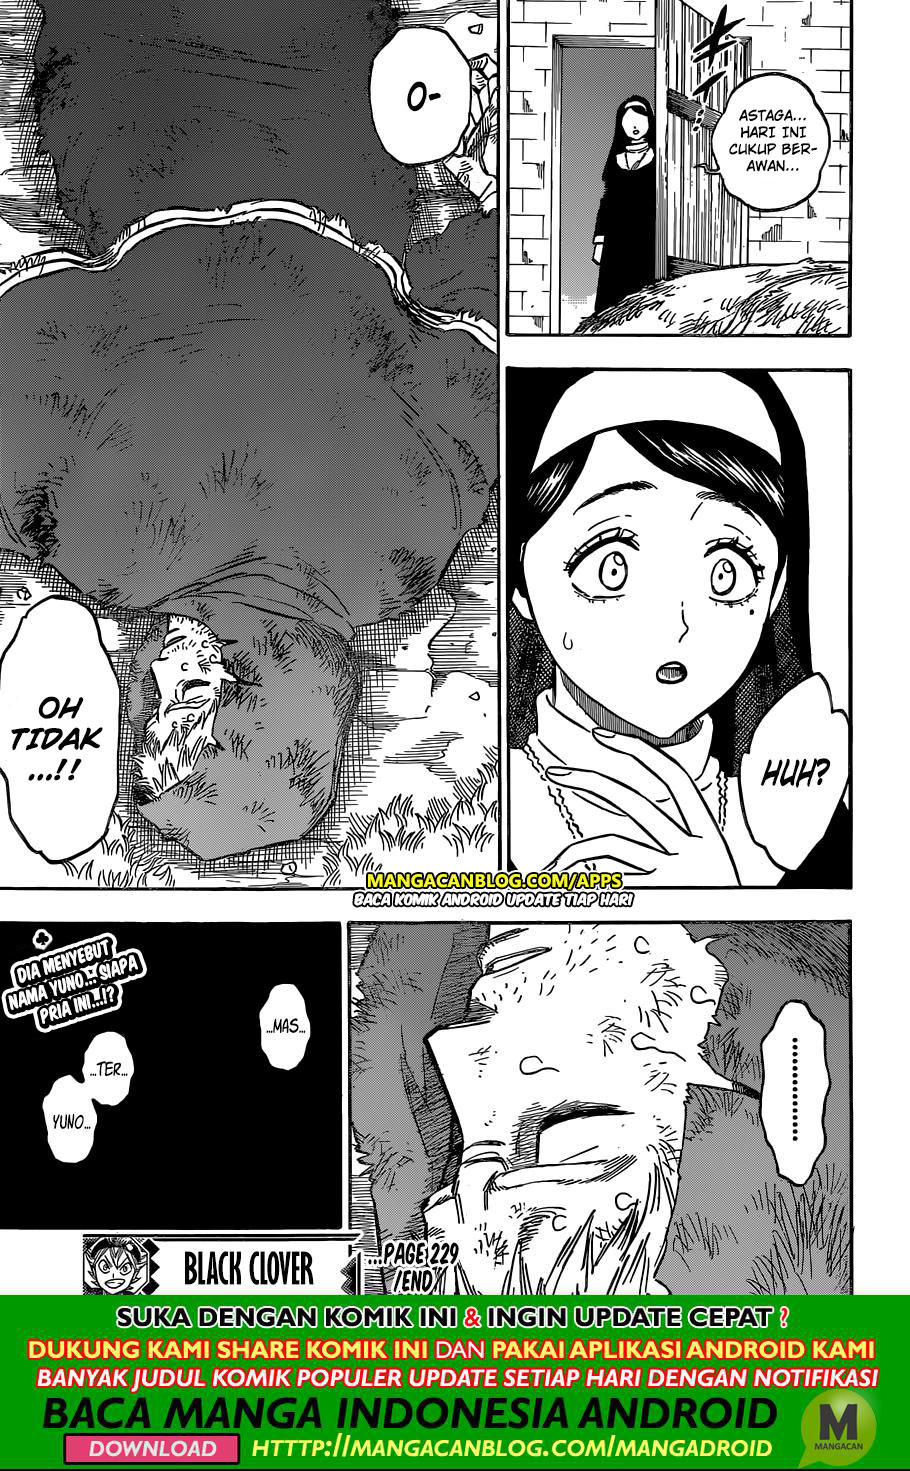 ASTAGA...
HARI INI
CUKUP BER-
AWAN...
HUH?
O-
OH
TIDAK
...!!
MANGACANBLOG.COM/APPS
BACA KOMIK ANDROID UPDATE TIAP HARI
............
...MAS...
...TER...
YUNO...
DIA MENYEBUT
NAMA YUNO... SIAPA
PRIA INI...!?
BLACK CLOVER
...PAGE 229
/END
SUKA DENGAN KOMIK INI & INGIN UPDATE CEPAT ?
DUKUNG KAMI SHARE KOMIK INI DAN PAKAI APLIKASI ANDROID KAMI
BANYAK JUDUL KOMIK POPULER UPDATE SETIAP HARI DENGAN NOTIFIKASI
BACA MANGA INDONESIA ANDROID
DOWNLOAD HTTTP://MANGACANBLOG.COM/MANGADROID
M
MANGACAN